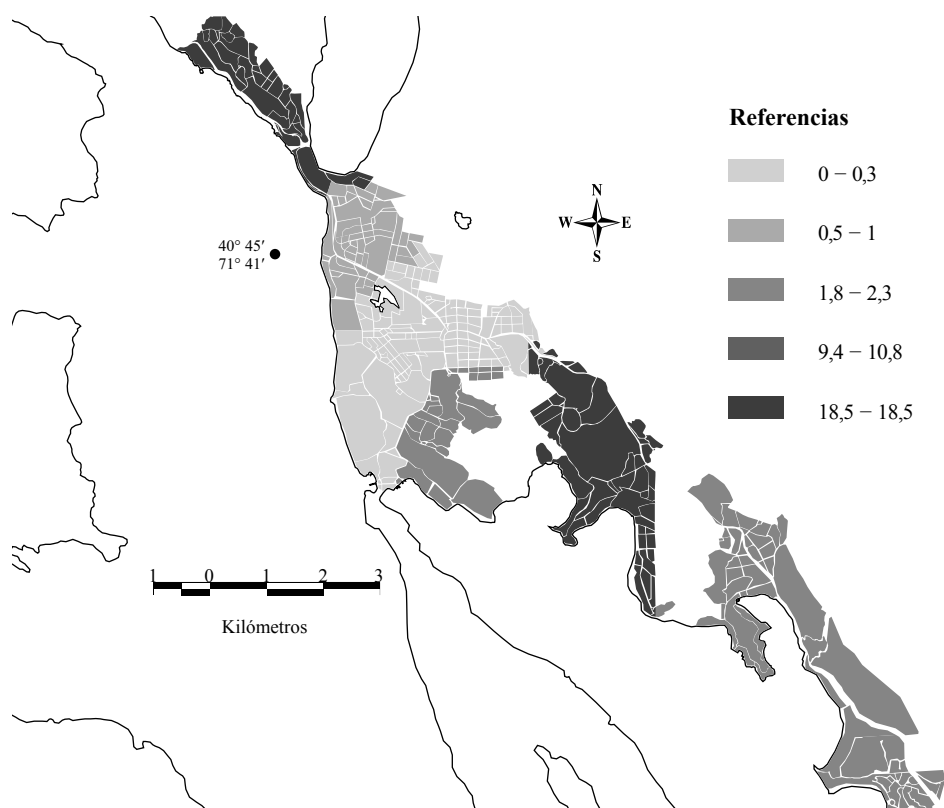 Referencias
0 − 0,3
0,5 − 1
1,8 − 2,3
9,4 − 10,8
18,5 − 18,5
N
W E
S
40° 45′
71° 41′
1 0 1 2 3
Kilómetros